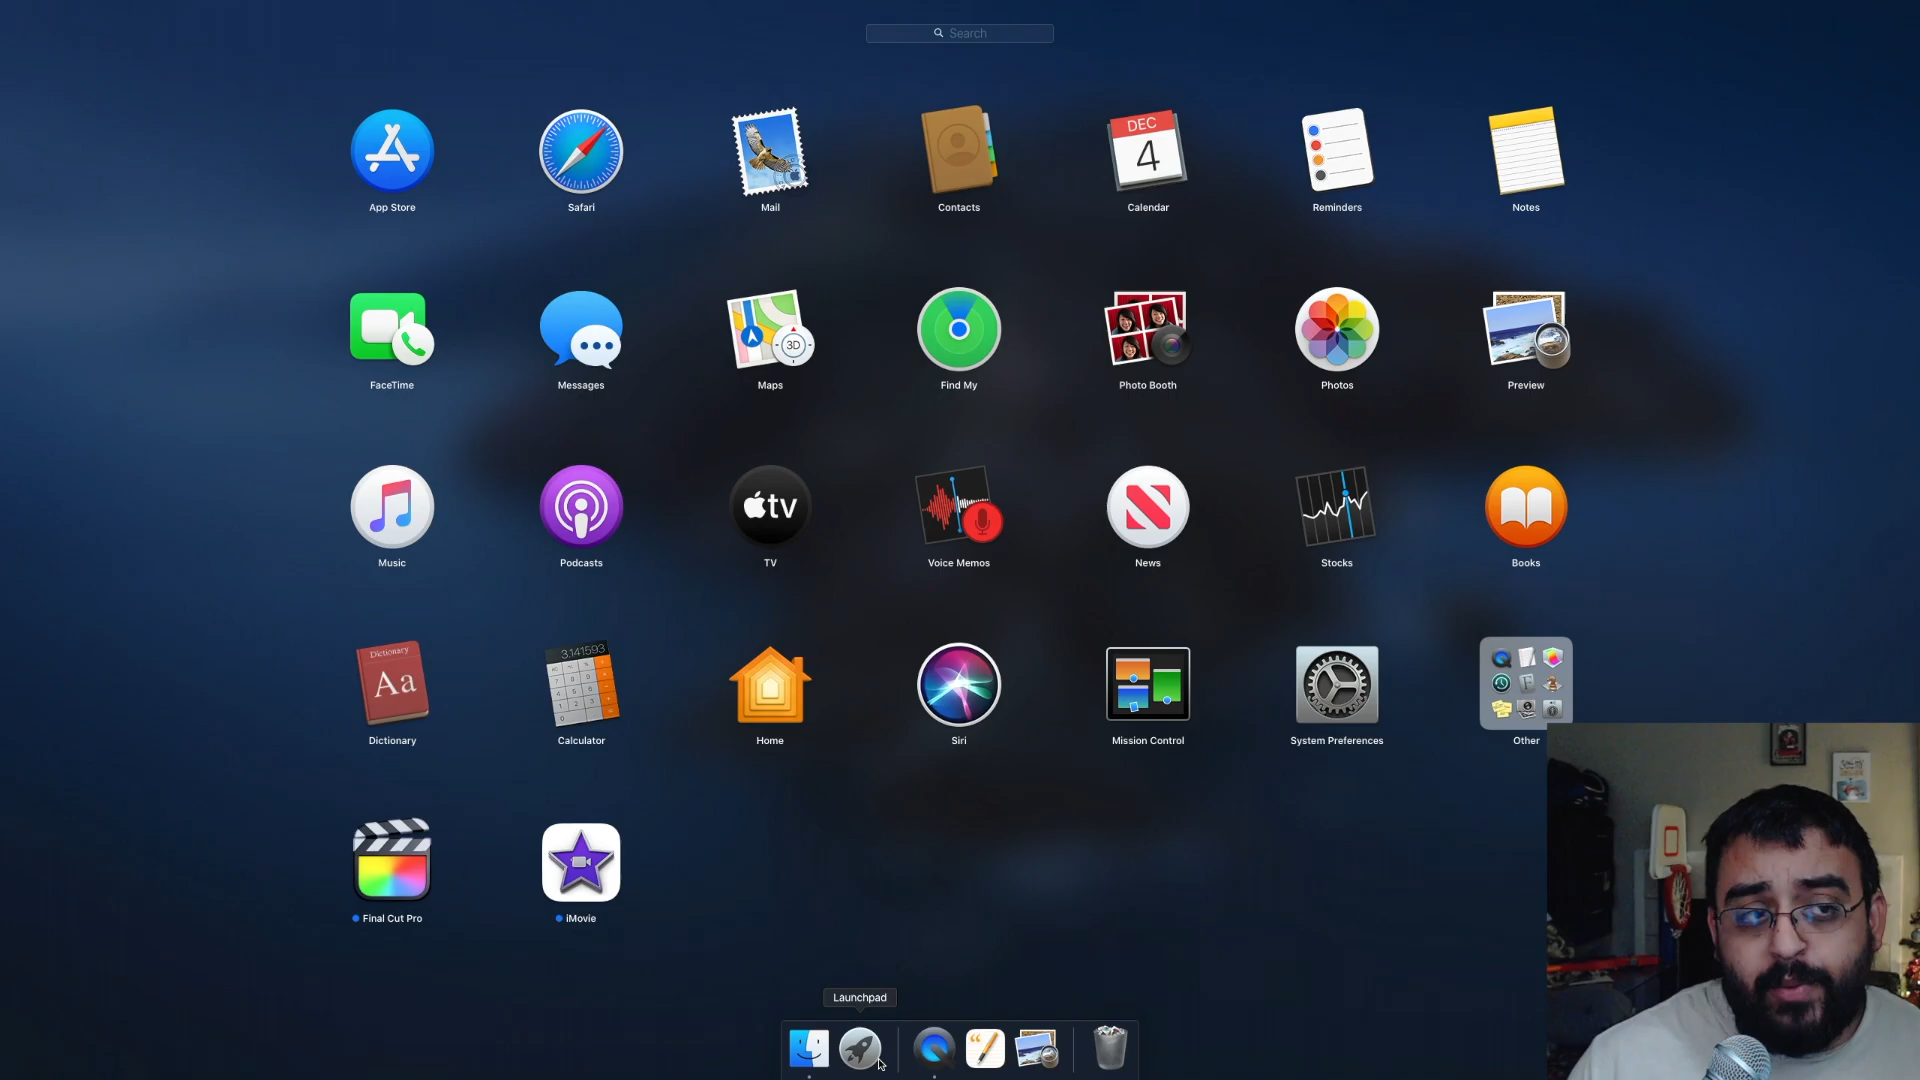 Search
App Store
Safari
Mail
Contacts
DEC
4
Calendar
Reminders
Notes
FaceTime
Messages
3D
Maps
Find My
Photo Booth
Photos
Preview
Music
Podcasts
tv
TV
Voice Memos
News
Stocks
Books
Dictionary
Aa
Dictionary
3.141593
Calculator
Home
Siri
Mission Control
System Preferences
Other
Final Cut Pro
iMovie
Launchpad